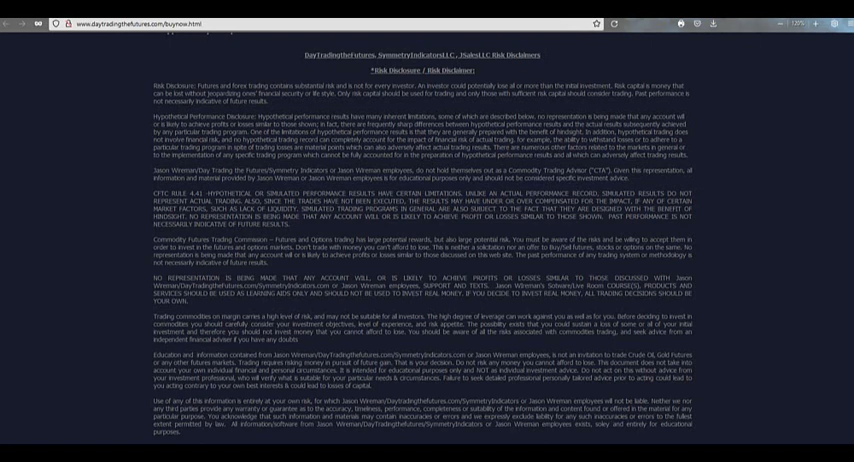 www.daytradingthefutures.com/buynow.html
120%
DayTradingtheFutures, SymmetryIndicatorsLLC , JSalesLLC Risk Disclaimers
*Risk Disclosure / Risk Disclaimer:
Risk Disclosure: Futures and forex trading contains substantial risk and is not for every investor. An investor could potentially lose all or more than the initial investment. Risk capital is money that
can be lost without jeopardizing ones' financial security or life style. Only risk capital should be used for trading and only those with sufficient risk capital should consider trading. Past performance is
not necessarily indicative of future results.
Hypothetical Performance Disclosure: Hypothetical performance results have many inherent limitations, some of which are described below. no representation is being made that any account will
or is likely to achieve profits or losses similar to those shown; in fact, there are frequently sharp differences between hypothetical performance results and the actual results subsequently achieved
by any particular trading program. One of the limitations of hypothetical performance results is that they are generally prepared with the benefit of hindsight. In addition, hypothetical trading does
not involve financial risk, and no hypothetical trading record can completely account for the impact of financial risk of actual trading. for example, the ability to withstand losses or to adhere to a
particular trading program in spite of trading losses are material points which can also adversely affect actual trading results. There are numerous other factors related to the markets in general or
to the implementation of any specific trading program which cannot be fully accounted for in the preparation of hypothetical performance results and all which can adversely affect trading results.
Jason Wireman/Day Trading the Futures/Symmetry Indicators or Jason Wireman employees, do not hold themselves out as a Commodity Trading Advisor ("CTA"). Given this representation, all
information and material provided by Jason Wireman or Jason Wireman employees is for educational purposes only and should not be considered specific investment advice.
CFTC RULE 4.41 -HYPOTHETICAL OR SIMULATED PERFORMANCE RESULTS HAVE CERTAIN LIMITATIONS. UNLIKE AN ACTUAL PERFORMANCE RECORD, SIMULATED RESULTS DO NOT
REPRESENT ACTUAL TRADING. ALSO, SINCE THE TRADES HAVE NOT BEEN EXECUTED, THE RESULTS MAY HAVE UNDER OR OVER COMPENSATED FOR THE IMPACT, IF ANY OF CERTAIN
MARKET FACTORS, SUCH AS LACK OF LIQUIDITY. SIMULATED TRADING PROGRAMS IN GENERAL ARE ALSO SUBJECT TO THE FACT THAT THEY ARE DESIGNED WITH THE BENEFIT OF
HINDSIGHT. NO REPRESENTATION IS BEING MADE THAT ANY ACCOUNT WILL OR IS LIKELY TO ACHIEVE PROFIT OR LOSSES SIMILAR TO THOSE SHOWN. PAST PERFORMANCE IS NOT
NECESSARILY INDICATIVE OF FUTURE RESULTS.
Commodity Futures Trading Commission – Futures and Options trading has large potential rewards, but also large potential risk. You must be aware of the risks and be willing to accept them in
order to invest in the futures and options markets. Don't trade with money you can't afford to lose. This is neither a solicitation nor an offer to Buy/Sell futures, stocks or options on the same. No
representation is being made that any account will or is likely to achieve profits or losses similar to those discussed on this web site. The past performance of any trading system or methodology is
not necessarily indicative of future results.
NO REPRESENTATION IS BEING MADE THAT ANY ACCOUNT WILL, OR IS LIKELY TO ACHIEVE PROFITS OR LOSSES SIMILAR TO THOSE DISCUSSED WITH Jason
Wireman/DayTradingthefutures.com/SymmetryIndicators.com or Jason Wireman employees, SUPPORT AND TEXTS. Jason Wireman's Sotware/Live Room COURSE(S), PRODUCTS AND
SERVICES SHOULD BE USED AS LEARNING AIDS ONLY AND SHOULD NOT BE USED TO INVEST REAL MONEY. IF YOU DECIDE TO INVEST REAL MONEY, ALL TRADING DECISIONS SHOULD BE
YOUR OWN.
Trading commodities on margin carries a high level of risk, and may not be suitable for all investors. The high degree of leverage can work against you as well as for you. Before deciding to invest in
commodities you should carefully consider your investment objectives, level of experience, and risk appetite. The possibility exists that you could sustain a loss of some or all of your initial
investment and therefore you should not invest money that you cannot afford to lose. You should be aware of all the risks associated with commodities trading, and seek advice from an
independent financial adviser if you have any doubts
Education and information contained from Jason Wireman/DayTradingthefutures.com/SymmetryIndicators.com or Jason Wireman employees, is not an invitation to trade Crude Oil, Gold Futures
or any other futures markets. Trading requires risking money in pursuit of future gain. That is your decision. Do not risk any money you cannot afford to lose. This document does not take into
account your own individual financial and personal circumstances. It is intended for educational purposes only and NOT as individual investment advice. Do not act on this without advice from
your investment professional, who will verify what is suitable for your particular needs & circumstances. Failure to seek detailed professional personally tailored advice prior to acting could lead to
you acting contrary to your own best interests & could lead to losses of capital.
Use of any of this information is entirely at your own risk, for which Jason Wireman/DayTradingthefutures.com/SymmetryIndicators or Jason Wireman employees will not be liable. Neither we nor
any third parties provide any warranty or guarantee as to the accuracy, timeliness, performance, completeness or suitability of the information and content found or offered in the material for any
particular purpose. You acknowledge that such information and materials may contain inaccuracies or errors and we expressly exclude liability for any such inaccuracies or errors to the fullest
extent permitted by law. All information/software from Jason Wireman/DayTradingthefutures/SymmetryIndicators or Jason Wireman employees exists, soley and entirely for educational
purposes.